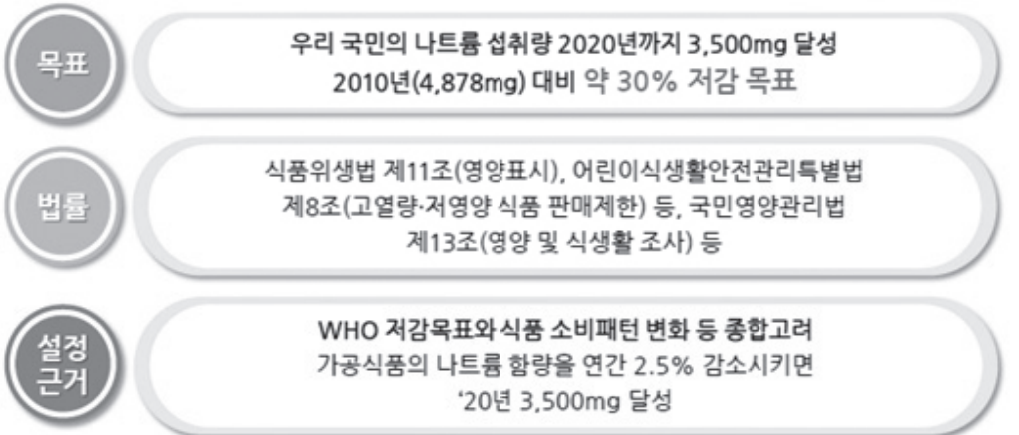 목표
우리 국민의 나트륨 섭취량 2020년까지 3,500mg 달성
2010년(4,878mg) 대비 약 30% 저감 목표
법률
식품위생법 제11조(영양표시), 어린이식생활안전관리특별법
제8조(고열량·저영양 식품 판매제한) 등, 국민영양관리법
제13조(영양 및 식생활 조사) 등
설정
근거
WHO 저감목표와 식품 소비패턴 변화 등 종합고려
가공식품의 나트륨 함량을 연간 2.5% 감소시키면
‘20년 3,500mg 달성